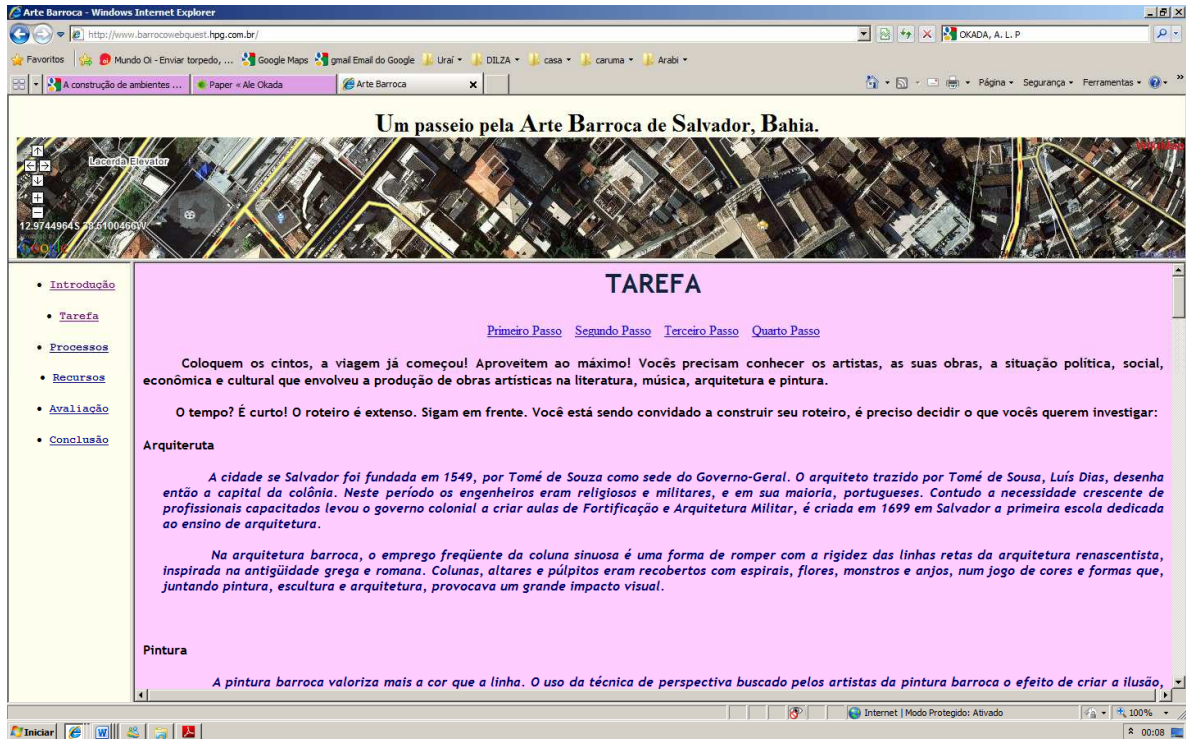 Arte Barroca - Windows Internet Explorer
http://www.barrocowebquest.hpg.com.br/
OKADA, A. L. P
Favoritos
Mundo Oi - Enviar torpedo, ...
Google Maps
gmail Email do Google
Uraí
DILZA
casa
caruma
Arabi
A construção de ambientes ...
Paper « Ale Okada
Arte Barroca
Página
Segurança
Ferramentas
Um passeio pela Arte Barroca de Salvador, Bahia.
Lacerda Elevator
Introdução
Tarefa
Processos
Recursos
Avaliação
Conclusão
TAREFA
Primeiro Passo Segundo Passo Terceiro Passo Quarto Passo
Coloquem os cintos, a viagem já começou! Aproveitem ao máximo! Vocês precisam conhecer os artistas, as suas obras, a situação política, social,
econômica e cultural que envolveu a produção de obras artísticas na literatura, música, arquitetura e pintura.
O tempo? É curto! O roteiro é extenso. Sigam em frente. Você está sendo convidado a construir seu roteiro, é preciso decidir o que vocês querem investigar:
Arquiteruta
A cidade se Salvador foi fundada em 1549, por Tomé de Souza como sede do Governo-Geral. O arquiteto trazido por Tomé de Sousa, Luís Dias, desenha
então a capital da colônia. Neste período os engenheiros eram religiosos e militares, e em sua maioria, portugueses. Contudo a necessidade crescente de
profissionais capacitados levou o governo colonial a criar aulas de Fortificação e Arquitetura Militar, é criada em 1699 em Salvador a primeira escola dedicada
ao ensino de arquitetura.
Na arquitetura barroca, o emprego freqüente da coluna sinuosa é uma forma de romper com a rigidez das linhas retas da arquitetura renascentista,
inspirada na antigüidade grega e romana. Colunas, altares e púlpitos eram recobertos com espirais, flores, monstros e anjos, num jogo de cores e formas que,
juntando pintura, escultura e arquitetura, provocava um grande impacto visual.
Pintura
A pintura barroca valoriza mais a cor que a linha. O uso da técnica de perspectiva buscado pelos artistas da pintura barroca o efeito de criar a ilusão,
Internet | Modo Protegido: Ativado
100%
Iniciar
00:08